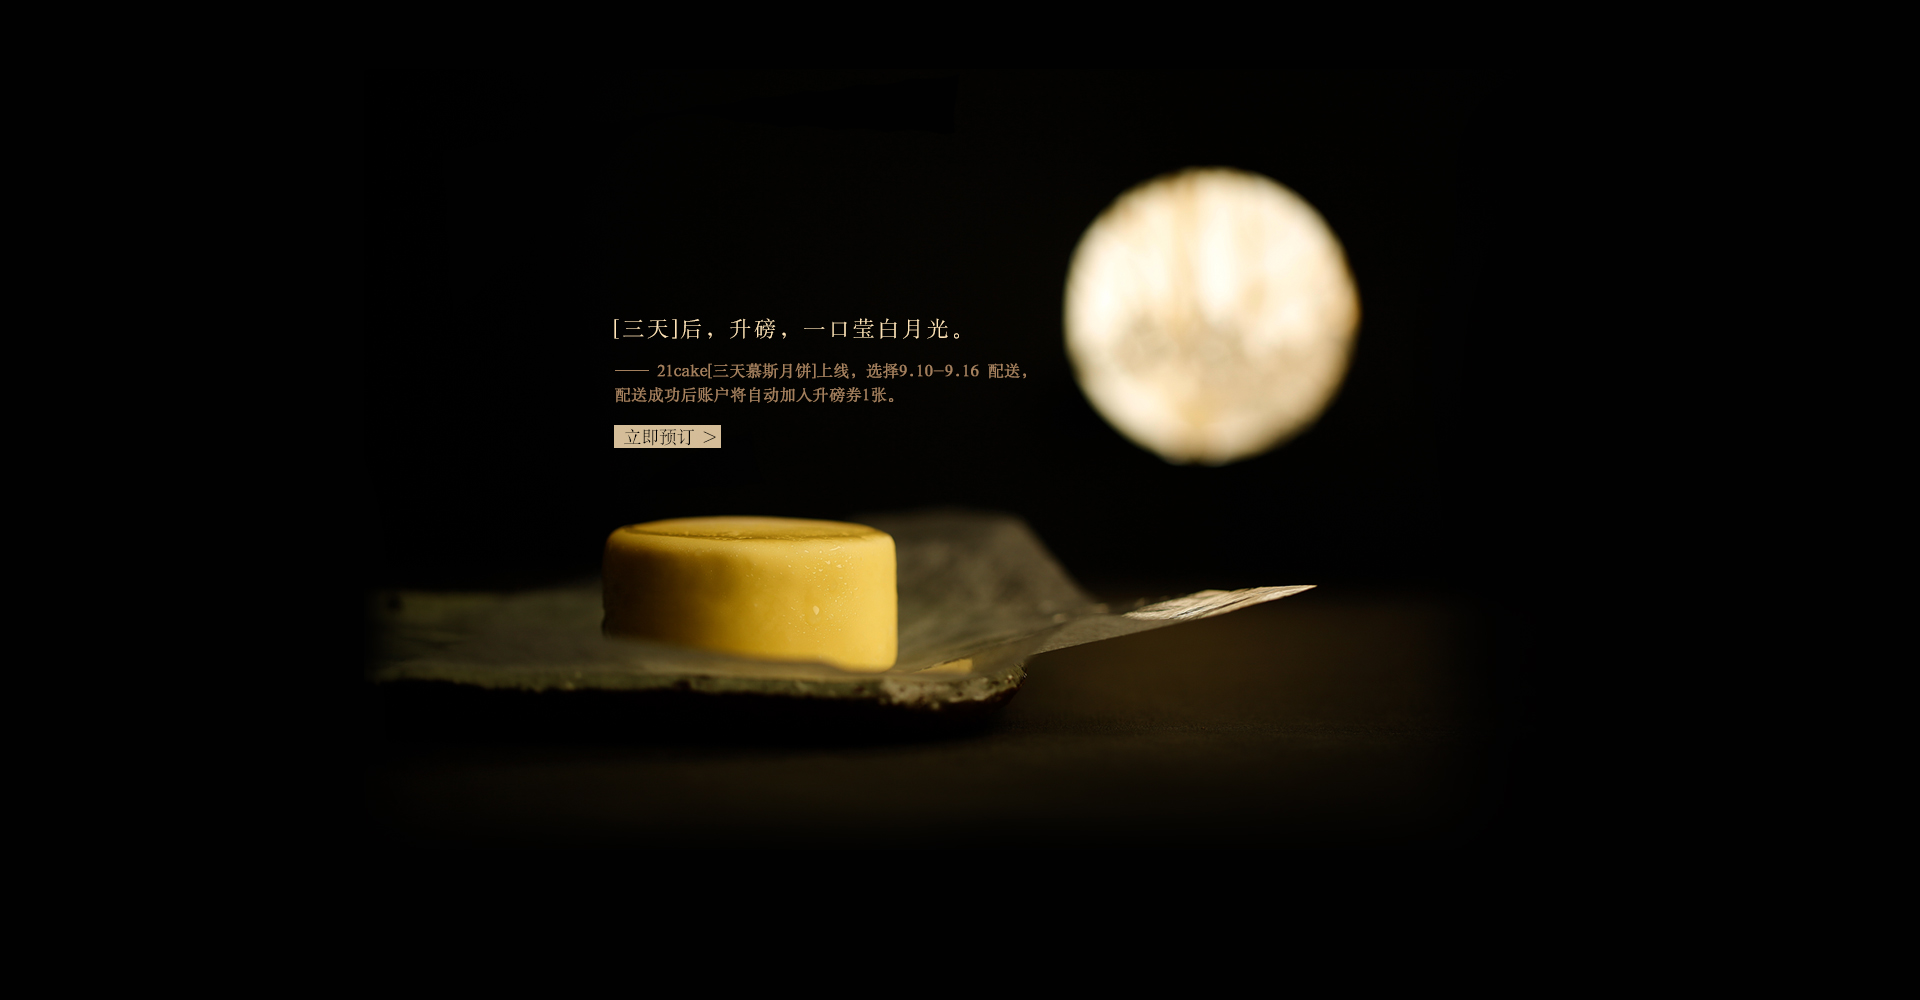 [三天]后，升磅，一口莹白月光。
—— 21cake[三天慕斯月饼]上线，选择9.10—9.16 配送，
配送成功后账户将自动加入升磅券1张。
立即预订 >